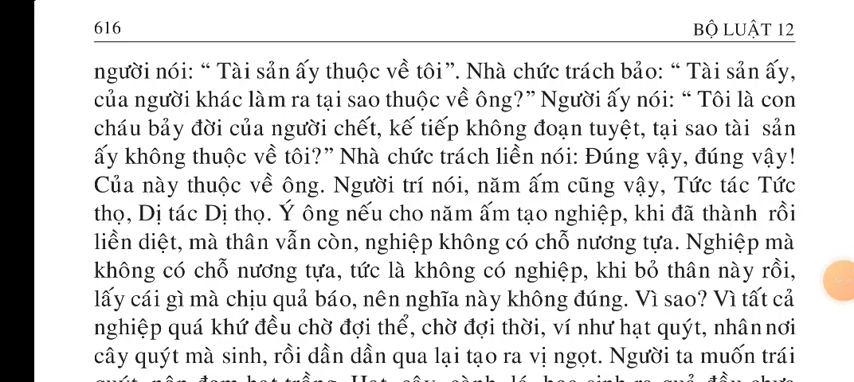 616
BỘ LUẬT 12
người nói: “ Tài sản ấy thuộc về tôi”. Nhà chức trách bảo: “ Tài sản ấy,
của người khác làm ra tại sao thuộc về ông?” Người ấy nói: “ Tôi là con
cháu bảy đời của người chết, kế tiếp không đoạn tuyệt, tại sao tài sản
ấy không thuộc về tôi?” Nhà chức trách liền nói: Đúng vậy, đúng vậy!
Của này thuộc về ông. Người trí nói, năm ấm cũng vậy, Tức tác Tức
thọ, Dị tác Dị thọ. Ý ông nếu cho năm ấm tạo nghiệp, khi đã thành rồi
liền diệt, mà thân vẫn còn, nghiệp không có chỗ nương tựa. Nghiệp mà
không có chỗ nương tựa, tức là không có nghiệp, khi bỏ thân này rồi,
lấy cái gì mà chịu quả báo, nên nghĩa này không đúng. Vì sao? Vì tất cả
nghiệp quá khứ đều chờ đợi thể, chờ đợi thời, ví như hạt quýt, nhân nơi
cây quýt mà sinh, rồi dần dần qua lại tạo ra vị ngọt. Người ta muốn trái